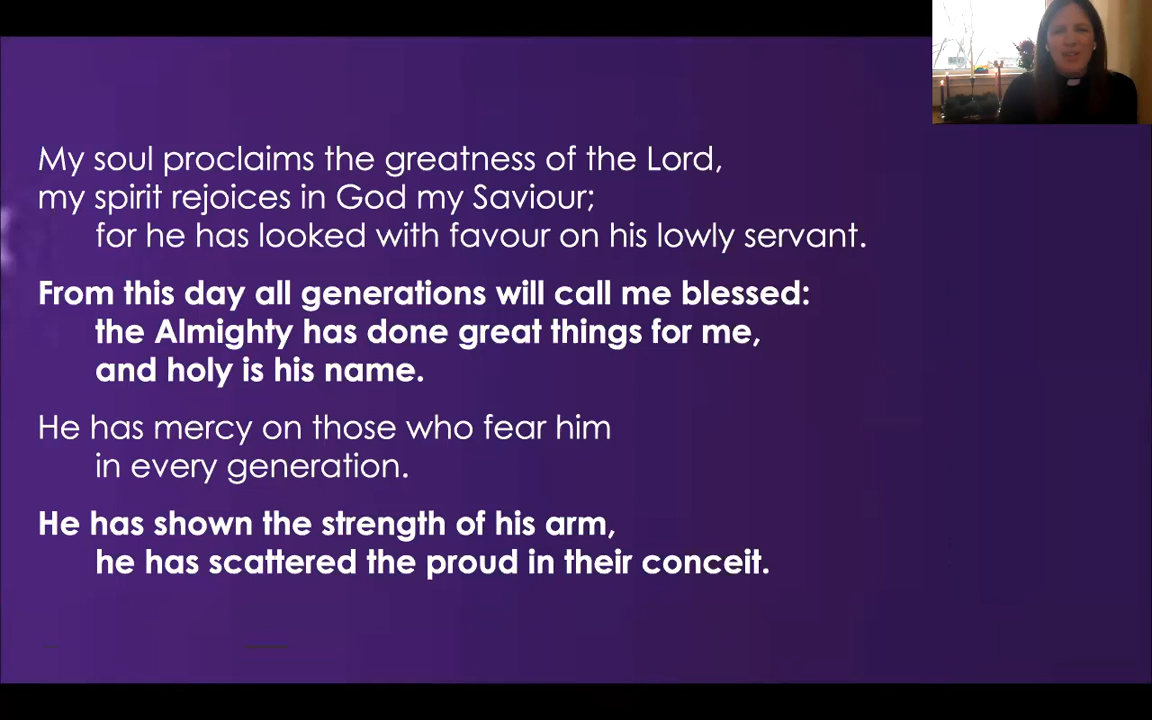 My soul proclaims the greatness of the Lord,
my spirit rejoices in God my Saviour;
for he has looked with favour on his lowly servant.
From this day all generations will call me blessed:
the Almighty has done great things for me,
and holy is his name.
He has mercy on those who fear him
in every generation.
He has shown the strength of his arm,
he has scattered the proud in their conceit.